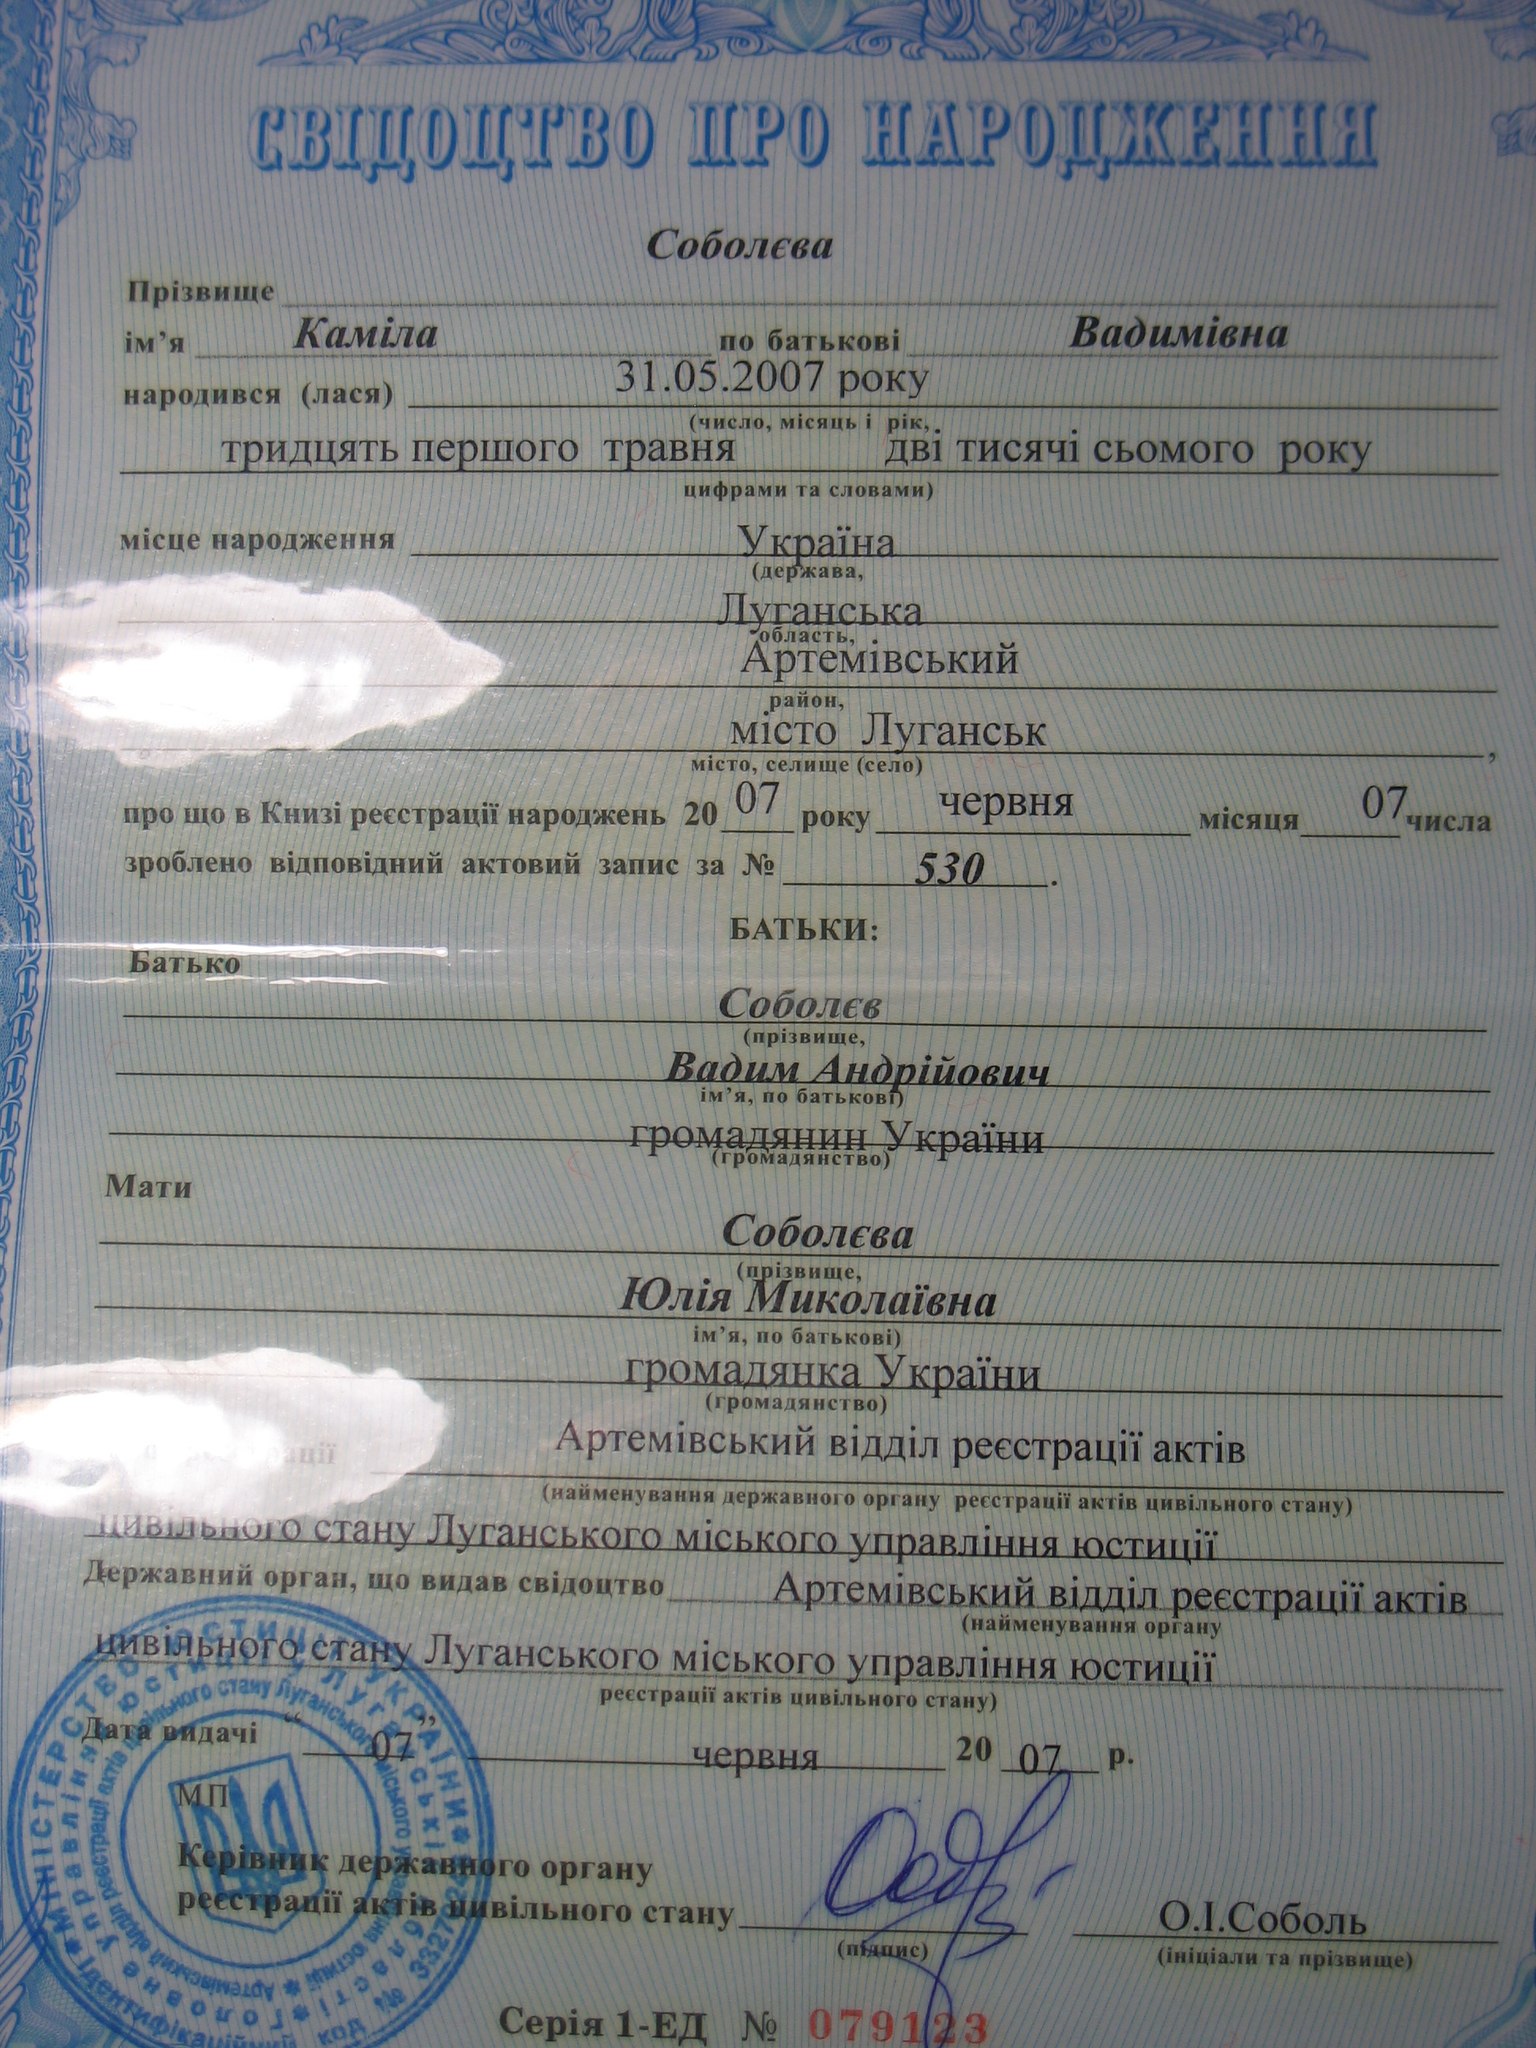 СВІДОЦТВО ПРО НАРОДЖЕННЯ
Соболєва
Прізвище
ім'я Каміла по батькові Вадимівна
народився (лася) 31.05.2007 року
(число, місяць і рік,
тридцять першого травня дві тисячі сьомого року
цифрами та словами)
місце народження Україна
(держава,
Луганська
область,
Артемівський
район,
місто Луганськ ,
місто, селище (село)
про що в Книзі реєстрації народжень 20 07 року червня місяця 07 числа
зроблено відповідний актовий запис за № 530 .
БАТЬКИ:
Батько
Соболєв
(прізвище,
Вадим Андрійович
ім'я, по батькові)
громадянин України
(громадянство)
Мати
Соболєва
(прізвище,
Юлія Миколаївна
ім'я, по батькові)
громадянка України
(громадянство)
Артемівський відділ реєстрації актів
(найменування державного органу реєстрації актів цивільного стану)
цивільного стану Луганського міського управління юстиції
Державний орган, що видав свідоцтво Артемівський відділ реєстрації актів
(найменування органу
цивільного стану Луганського міського управління юстиції
реєстрації актів цивільного стану)
Дата видачі “ 07 ” червня 20 07 р.
МП
Керівник державного органу
реєстрації актів цивільного стану О.І.Соболь
(підпис) (ініціали та прізвище)
Серія 1-ЕД № 079123
МІНІСТЕРСТВО ЮСТИЦІЇ УКРАЇНИ